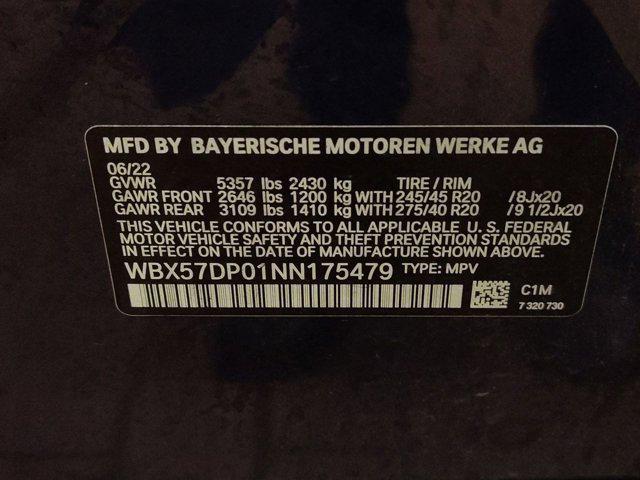 MFD BY BAYERISCHE MOTOREN WERKE AG
06/22
GVWR 5357 lbs 2430 kg TIRE / RIM
GAWR FRONT 2646 lbs 1200 kg WITH 245/45 R20 /8Jx20
GAWR REAR 3109 lbs 1410 kg WITH 275/40 R20 /9 1/2Jx20
THIS VEHICLE CONFORMS TO ALL APPLICABLE U. S. FEDERAL
MOTOR VEHICLE SAFETY AND THEFT PREVENTION STANDARDS
IN EFFECT ON THE DATE OF MANUFACTURE SHOWN ABOVE.
WBX57DP01NN175479 TYPE: MPV
C1M
7 320 730